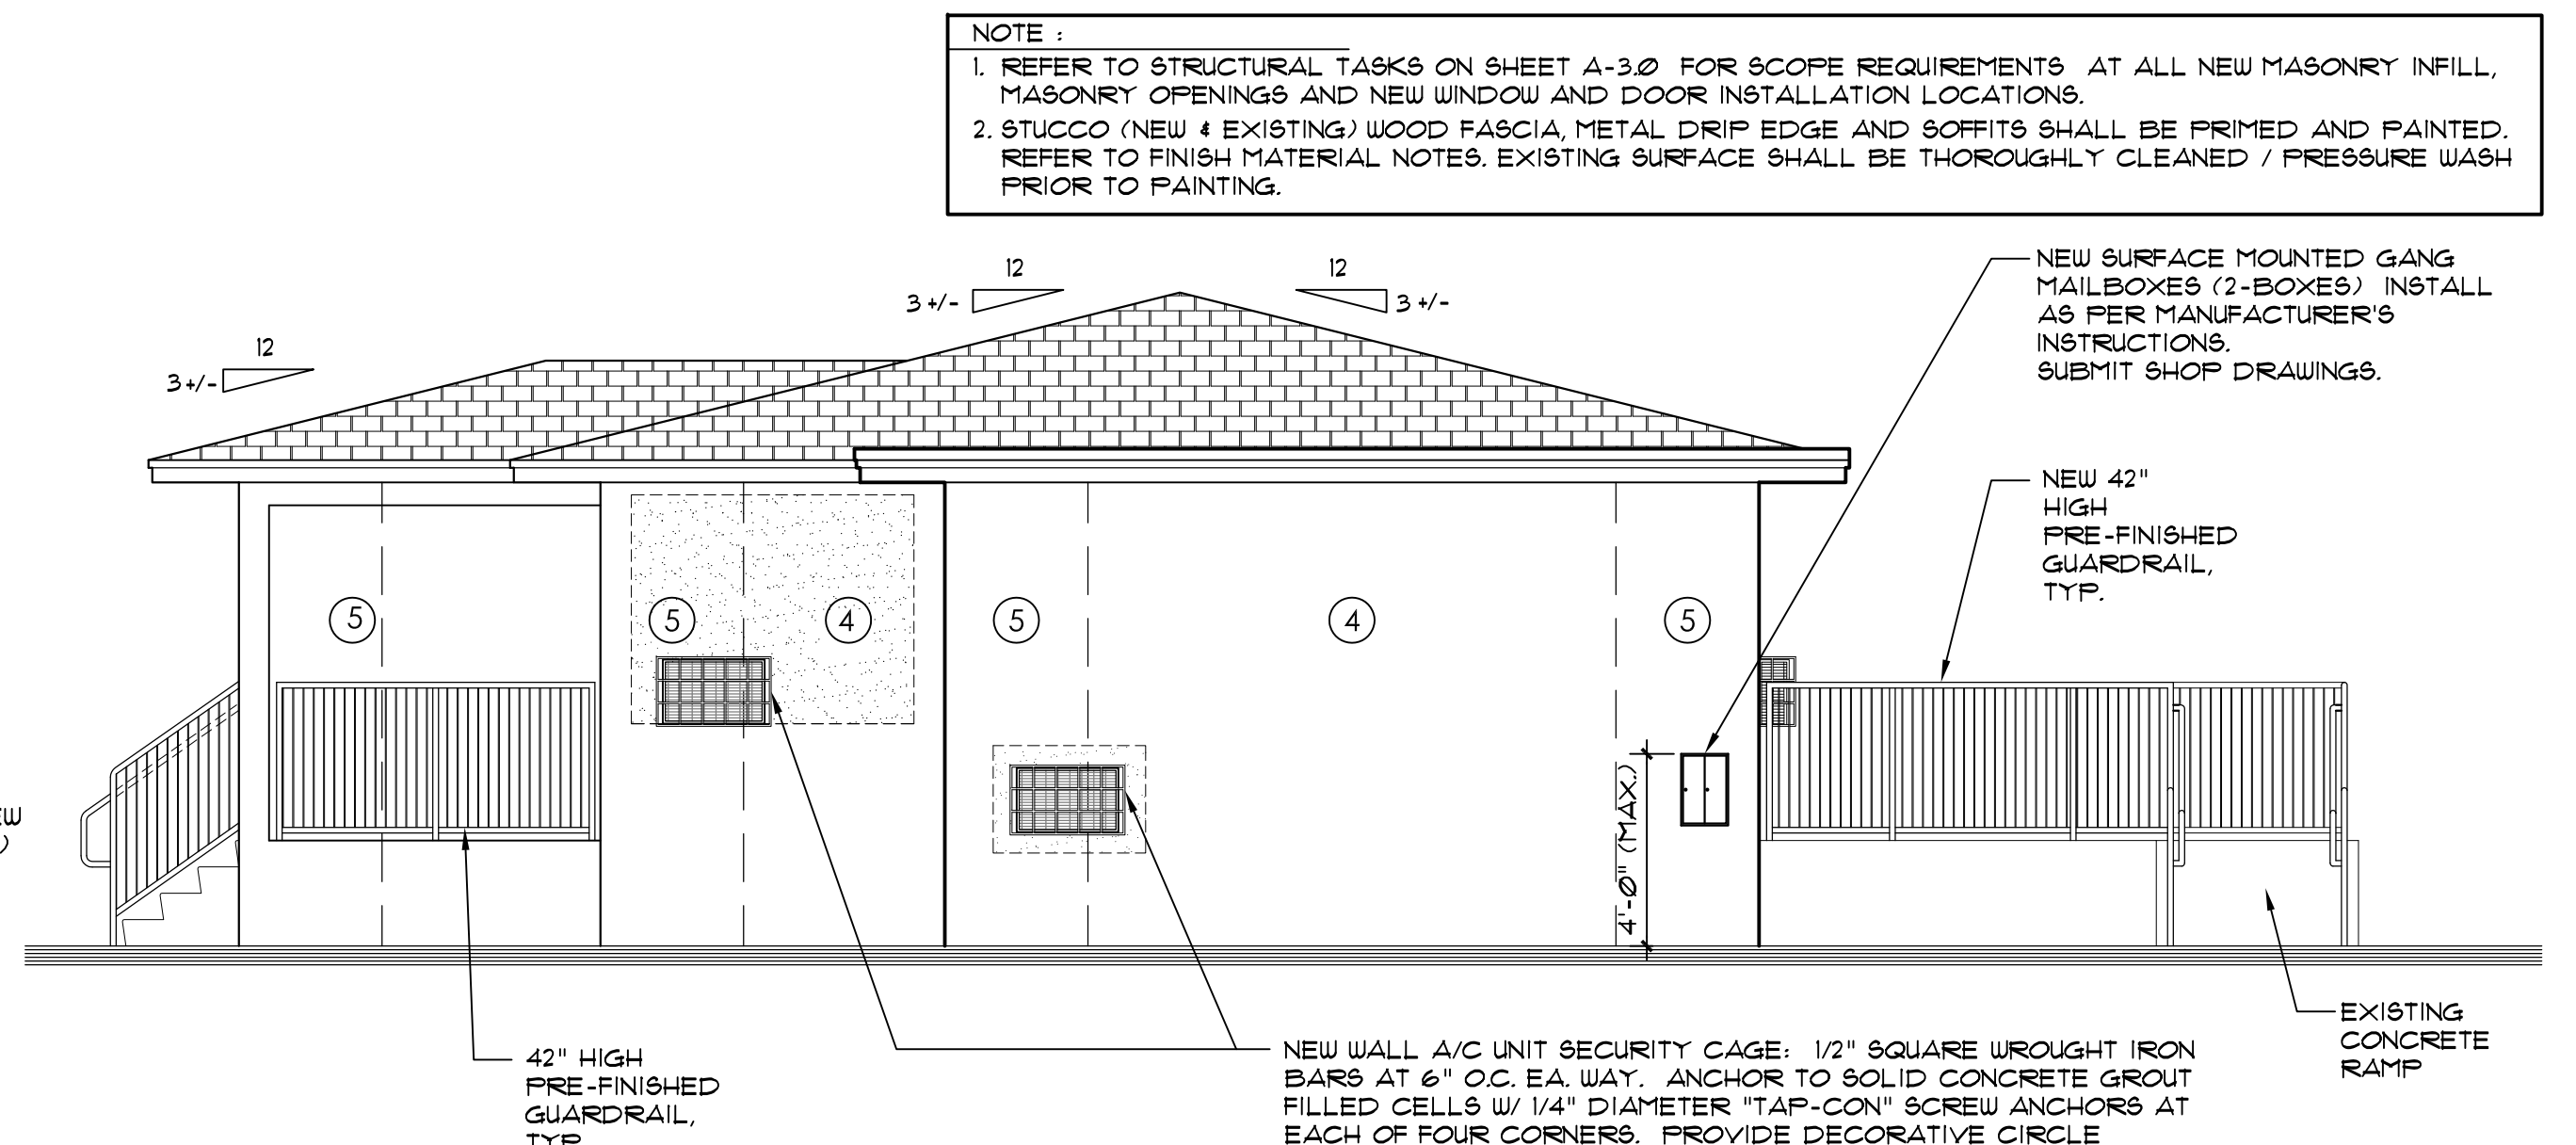 NOTE :
1. REFER TO STRUCTURAL TASKS ON SHEET A-3.0 FOR SCOPE REQUIREMENTS AT ALL NEW MASONRY INFILL,
MASONRY OPENINGS AND NEW WINDOW AND DOOR INSTALLATION LOCATIONS.
2. STUCCO (NEW & EXISTING) WOOD FASCIA, METAL DRIP EDGE AND SOFFITS SHALL BE PRIMED AND PAINTED.
REFER TO FINISH MATERIAL NOTES. EXISTING SURFACE SHALL BE THOROUGHLY CLEANED / PRESSURE WASH
PRIOR TO PAINTING.
12
3 +/-
12
3 +/-
12
3 +/-
NEW SURFACE MOUNTED GANG
MAILBOXES (2-BOXES) INSTALL
AS PER MANUFACTURER'S
INSTRUCTIONS.
SUBMIT SHOP DRAWINGS.
NEW 42"
HIGH
PRE-FINISHED
GUARDRAIL,
TYP.
5
5
4
5
4
5
4'-0" (MAX.)
42" HIGH
PRE-FINISHED
GUARDRAIL,
TYP
NEW WALL A/C UNIT SECURITY CAGE: 1/2" SQUARE WROUGHT IRON
BARS AT 6" O.C. EA. WAY. ANCHOR TO SOLID CONCRETE GROUT
FILLED CELLS W/ 1/4" DIAMETER "TAP-CON" SCREW ANCHORS AT
EACH OF FOUR CORNERS. PROVIDE DECORATIVE CIRCLE
EXISTING
CONCRETE
RAMP